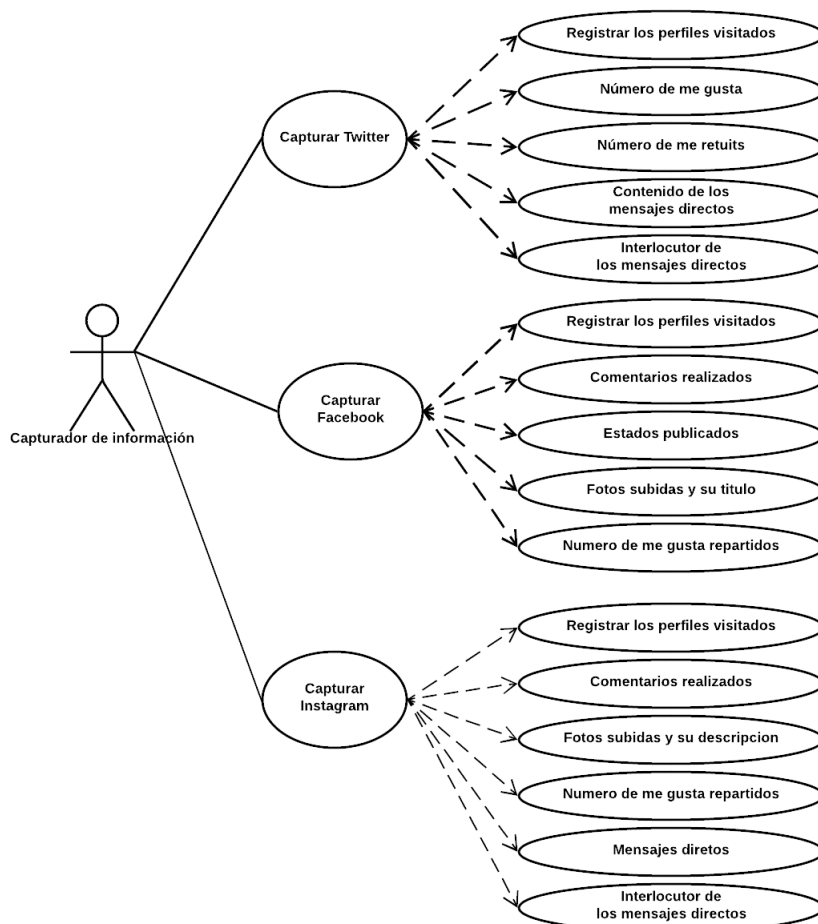 Registrar los perfiles visitados
Número de me gusta
Capturar Twitter
Número de me retuits
Contenido de los
mensajes directos
Interlocutor de
los mensajes directos
Registrar los perfiles visitados
Comentarios realizados
Capturar
Facebook
Estados publicados
Capturador de información
Fotos subidas y su titulo
Numero de me gusta repartidos
Registrar los perfiles visitados
Capturar
Instagram
Comentarios realizados
Fotos subidas y su descripcion
Numero de me gusta repartidos
Mensajes diretos
Interlocutor de
los mensajes directos